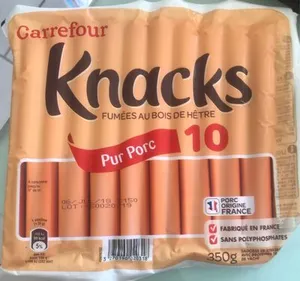 Carrefour
Knacks
FUMÉES AU BOIS DE HÊTRE
Pur Porc
10
PORC
ORIGINE
FRANCE
FABRIQUÉ EN FRANCE
SANS POLYPHOSPHATES
350g
5%